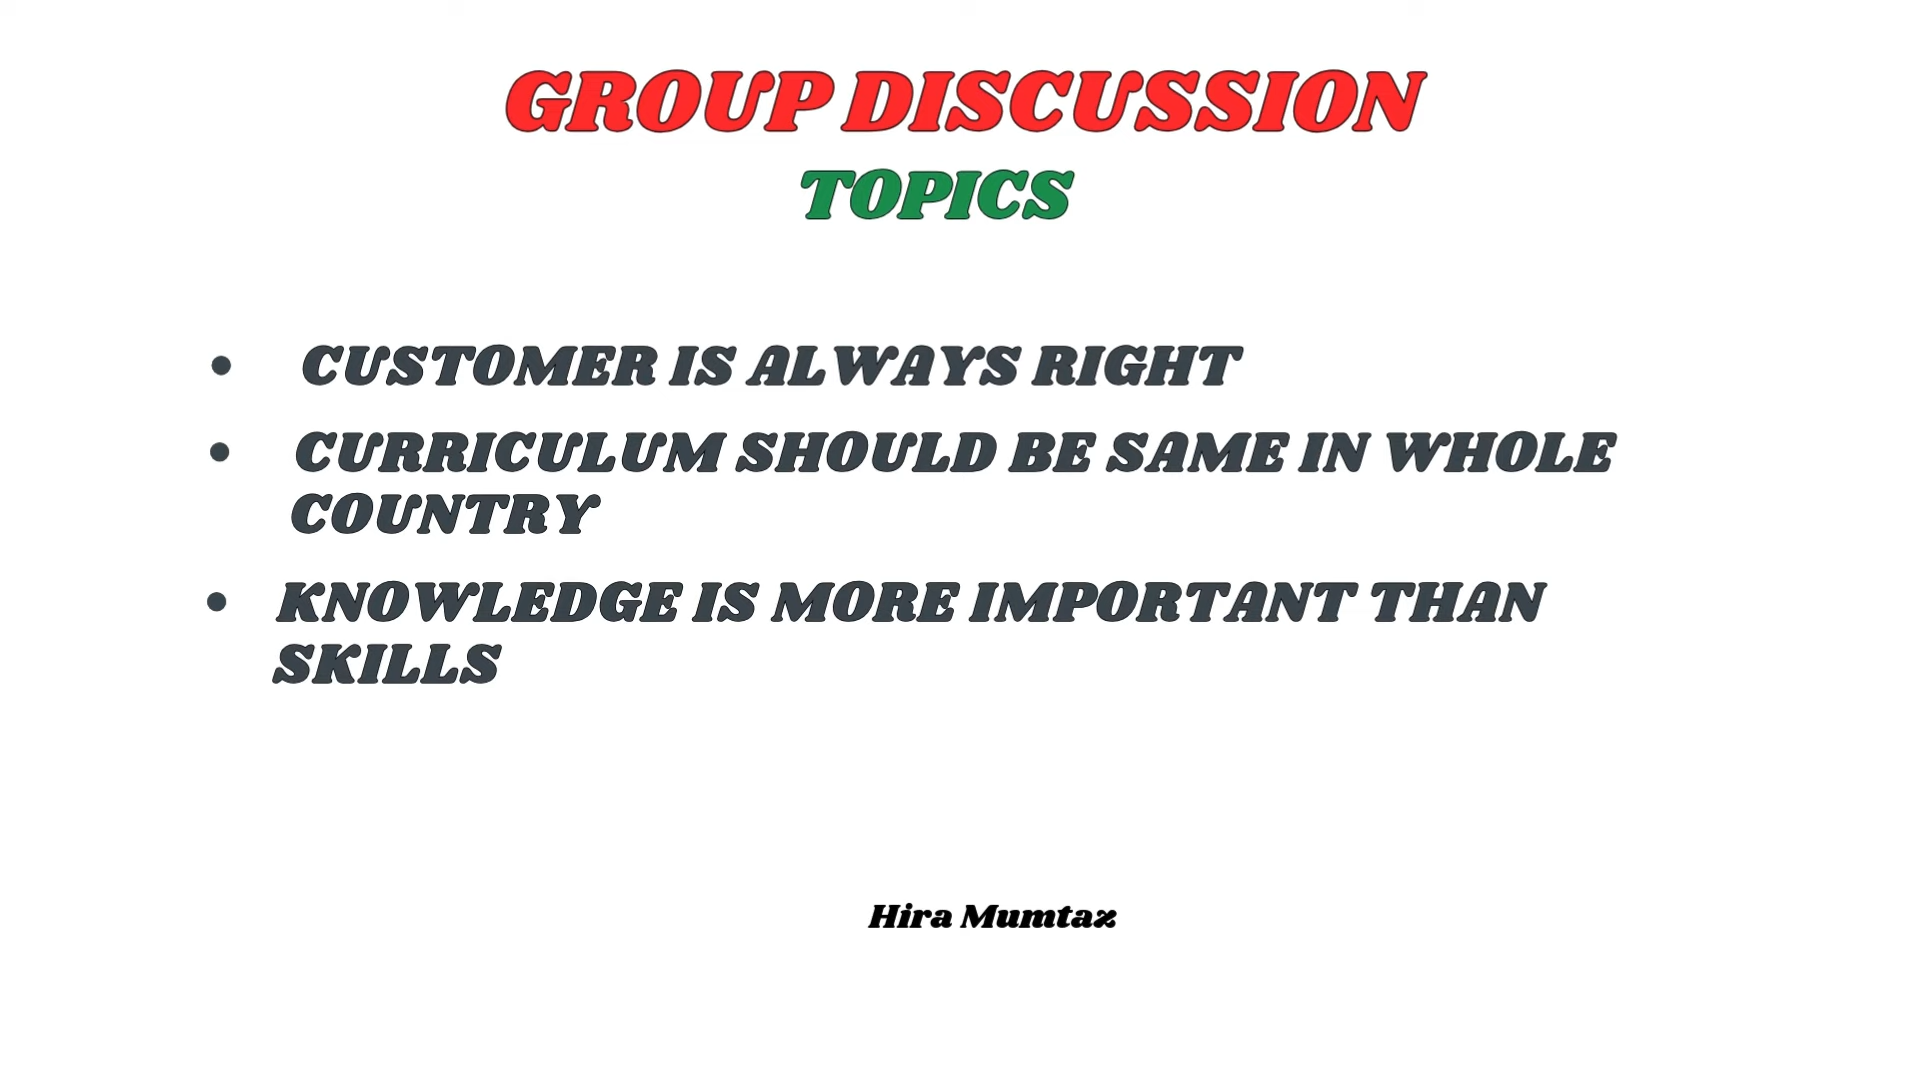 GROUP DISCUSSION
TOPICS
• CUSTOMER IS ALWAYS RIGHT
• CURRICULUM SHOULD BE SAME IN WHOLE
COUNTRY
• KNOWLEDGE IS MORE IMPORTANT THAN
SKILLS
Hira Mumtaz